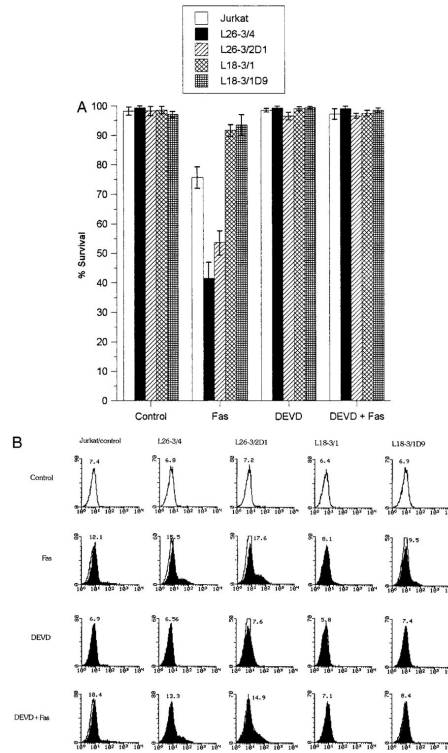 Jurkat
L26-3/4
L26-3/2D1
L18-3/1
L18-3/1D9
A
100
90
80
70
60
50
40
30
20
10
0
% Survival
Control
Fas
DEVD
DEVD + Fas
B
Jurkat/control
L26-3/4
L26-3/2D1
L18-3/1
L18-3/1D9
Control
7.4
6.8
7.2
6.4
6.9
Fas
12.1
15.5
17.6
8.1
9.5
DEVD
6.9
6.56
7.6
5.8
7.4
DEVD+Fas
10.4
13.3
14.9
7.1
8.4